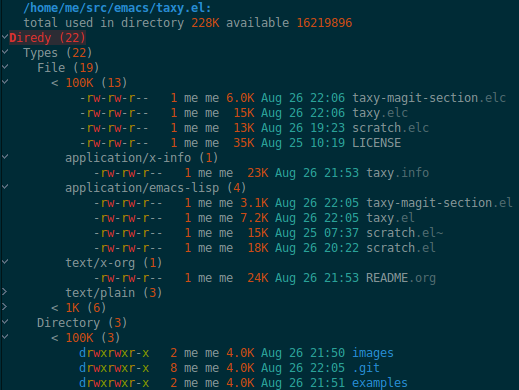 /home/me/src/emacs/taxy.el:
total used in directory 228K available 16219896
Diredy (22)
Types (22)
File (19)
< 100K (13)
-rw-rw-r-- 1 me me 6.0K Aug 26 22:06 taxy-magit-section.elc
-rw-rw-r-- 1 me me 15K Aug 26 22:06 taxy.elc
-rw-rw-r-- 1 me me 13K Aug 26 19:23 scratch.elc
-rw-rw-r-- 1 me me 35K Aug 25 10:19 LICENSE
application/x-info (1)
-rw-rw-r-- 1 me me 23K Aug 26 21:53 taxy.info
application/emacs-lisp (4)
-rw-rw-r-- 1 me me 3.1K Aug 26 22:05 taxy-magit-section.el
-rw-rw-r-- 1 me me 7.2K Aug 26 22:05 taxy.el
-rw-rw-r-- 1 me me 15K Aug 25 07:37 scratch.el~
-rw-rw-r-- 1 me me 18K Aug 26 20:22 scratch.el
text/x-org (1)
-rw-rw-r-- 1 me me 24K Aug 26 21:53 README.org
text/plain (3)
< 1K (6)
Directory (3)
< 100K (3)
drwxrwxr-x 2 me me 4.0K Aug 26 21:50 images
drwxrwxr-x 8 me me 4.0K Aug 26 22:05 .git
drwxrwxr-x 2 me me 4.0K Aug 26 21:51 examples